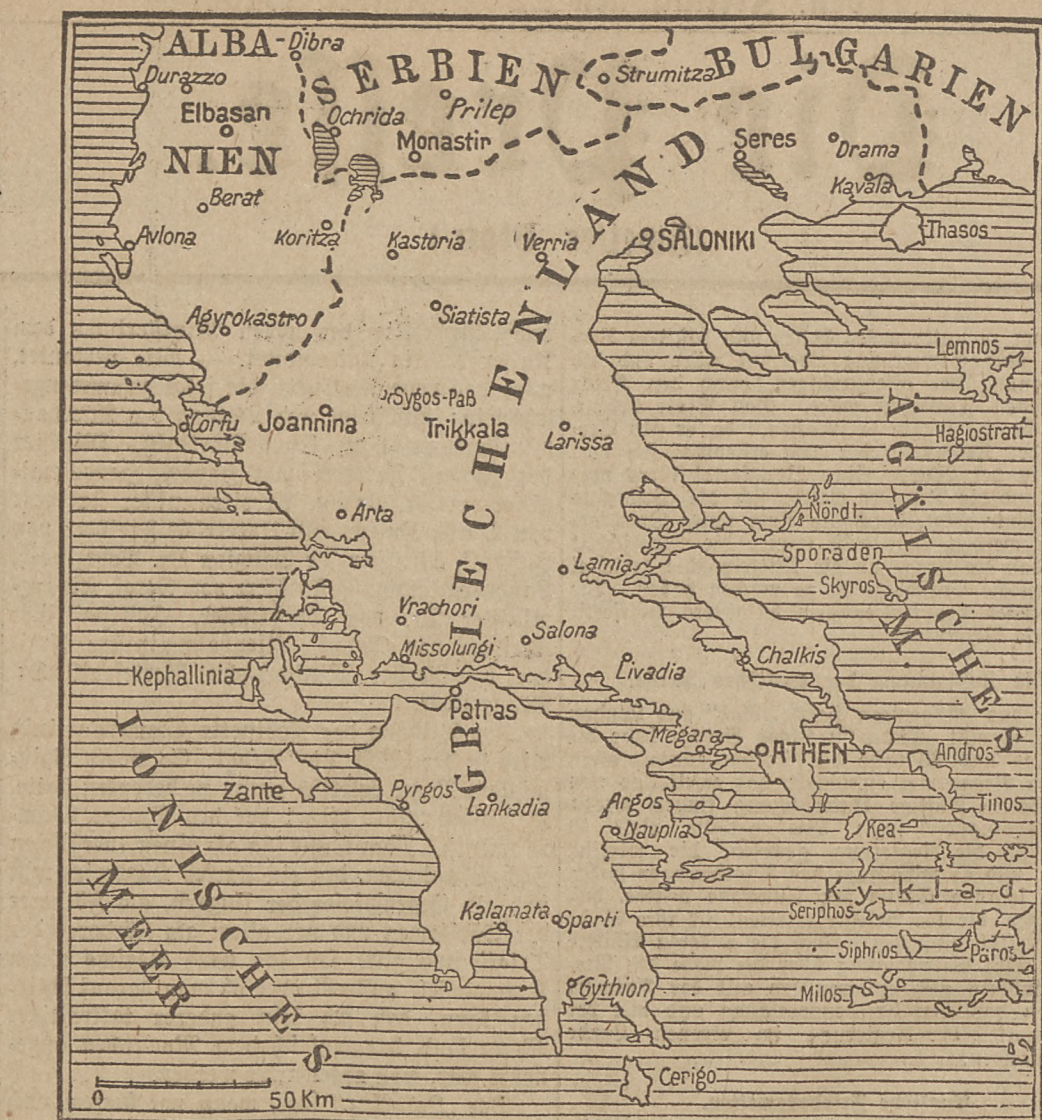 ALBA-
NIEN
Dibra
Durazzo
Elbasan
Berat
Avlona
Koritza
Agyrokastro
SERBIEN
Ochrida
Prilep
Monastir
BULGARIEN
Strumitza
Seres
Drama
Kavala
Thasos
GRIECHENLAND
Kastoria
Verria
SALONIKI
Siatista
Sygos-Paß
Corfu
Joannina
Trikkala
Larissa
Lemnos
Hagiostrati
Arta
Nördl.
Sporaden
Skyros
Lamia
Vrachori
Missolungi
Salona
Livadia
Chalkis
Kephallinia
Patras
Megara
ATHEN
Andros
Zante
Pyrgos
Lankadia
Argos
Nauplia
Tinos
Kea
Kyklad
Seriphos
Siphnos
Paros
Milos
Kalamata
Sparti
Gythion
Cerigo
ÄGÄISCHES
M.
IONISCHES
MEER
0 50 Km